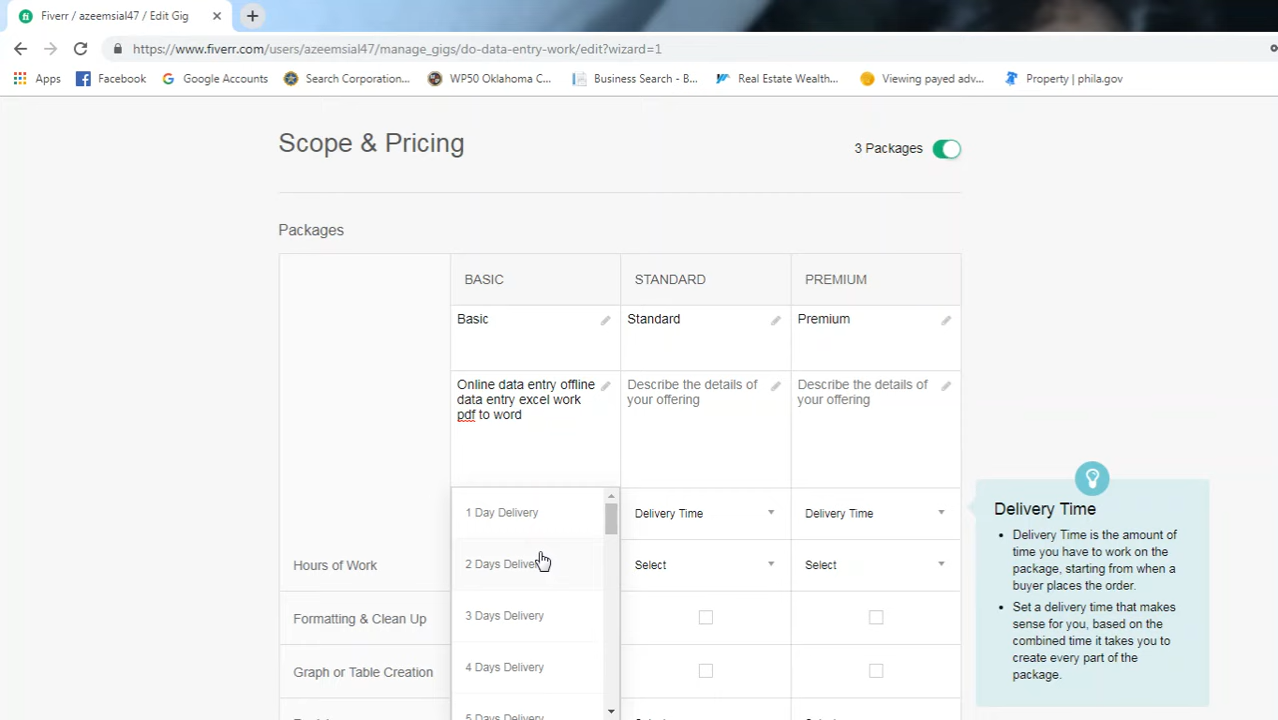 Fiverr / azeemsial47 / Edit Gig
https://www.fiverr.com/users/azeemsial47/manage_gigs/do-data-entry-work/edit?wizard=1
Apps Facebook Google Accounts Search Corporation... WP50 Oklahoma C... Business Search - B... Real Estate Wealth... Viewing payed adv... Property | phila.gov
Scope & Pricing
3 Packages
Packages
BASIC STANDARD PREMIUM
Basic Standard Premium
Online data entry offline
data entry excel work
pdf to word
Describe the details of
your offering
Describe the details of
your offering
1 Day Delivery
Delivery Time
Delivery Time
Hours of Work
2 Days Delivery
Select
Select
3 Days Delivery
Formatting & Clean Up
4 Days Delivery
Graph or Table Creation
5 Days Delivery
Delivery Time
Delivery Time is the amount of
time you have to work on the
package, starting from when a
buyer places the order.
Set a delivery time that makes
sense for you, based on the
combined time it takes you to
create every part of the
package.